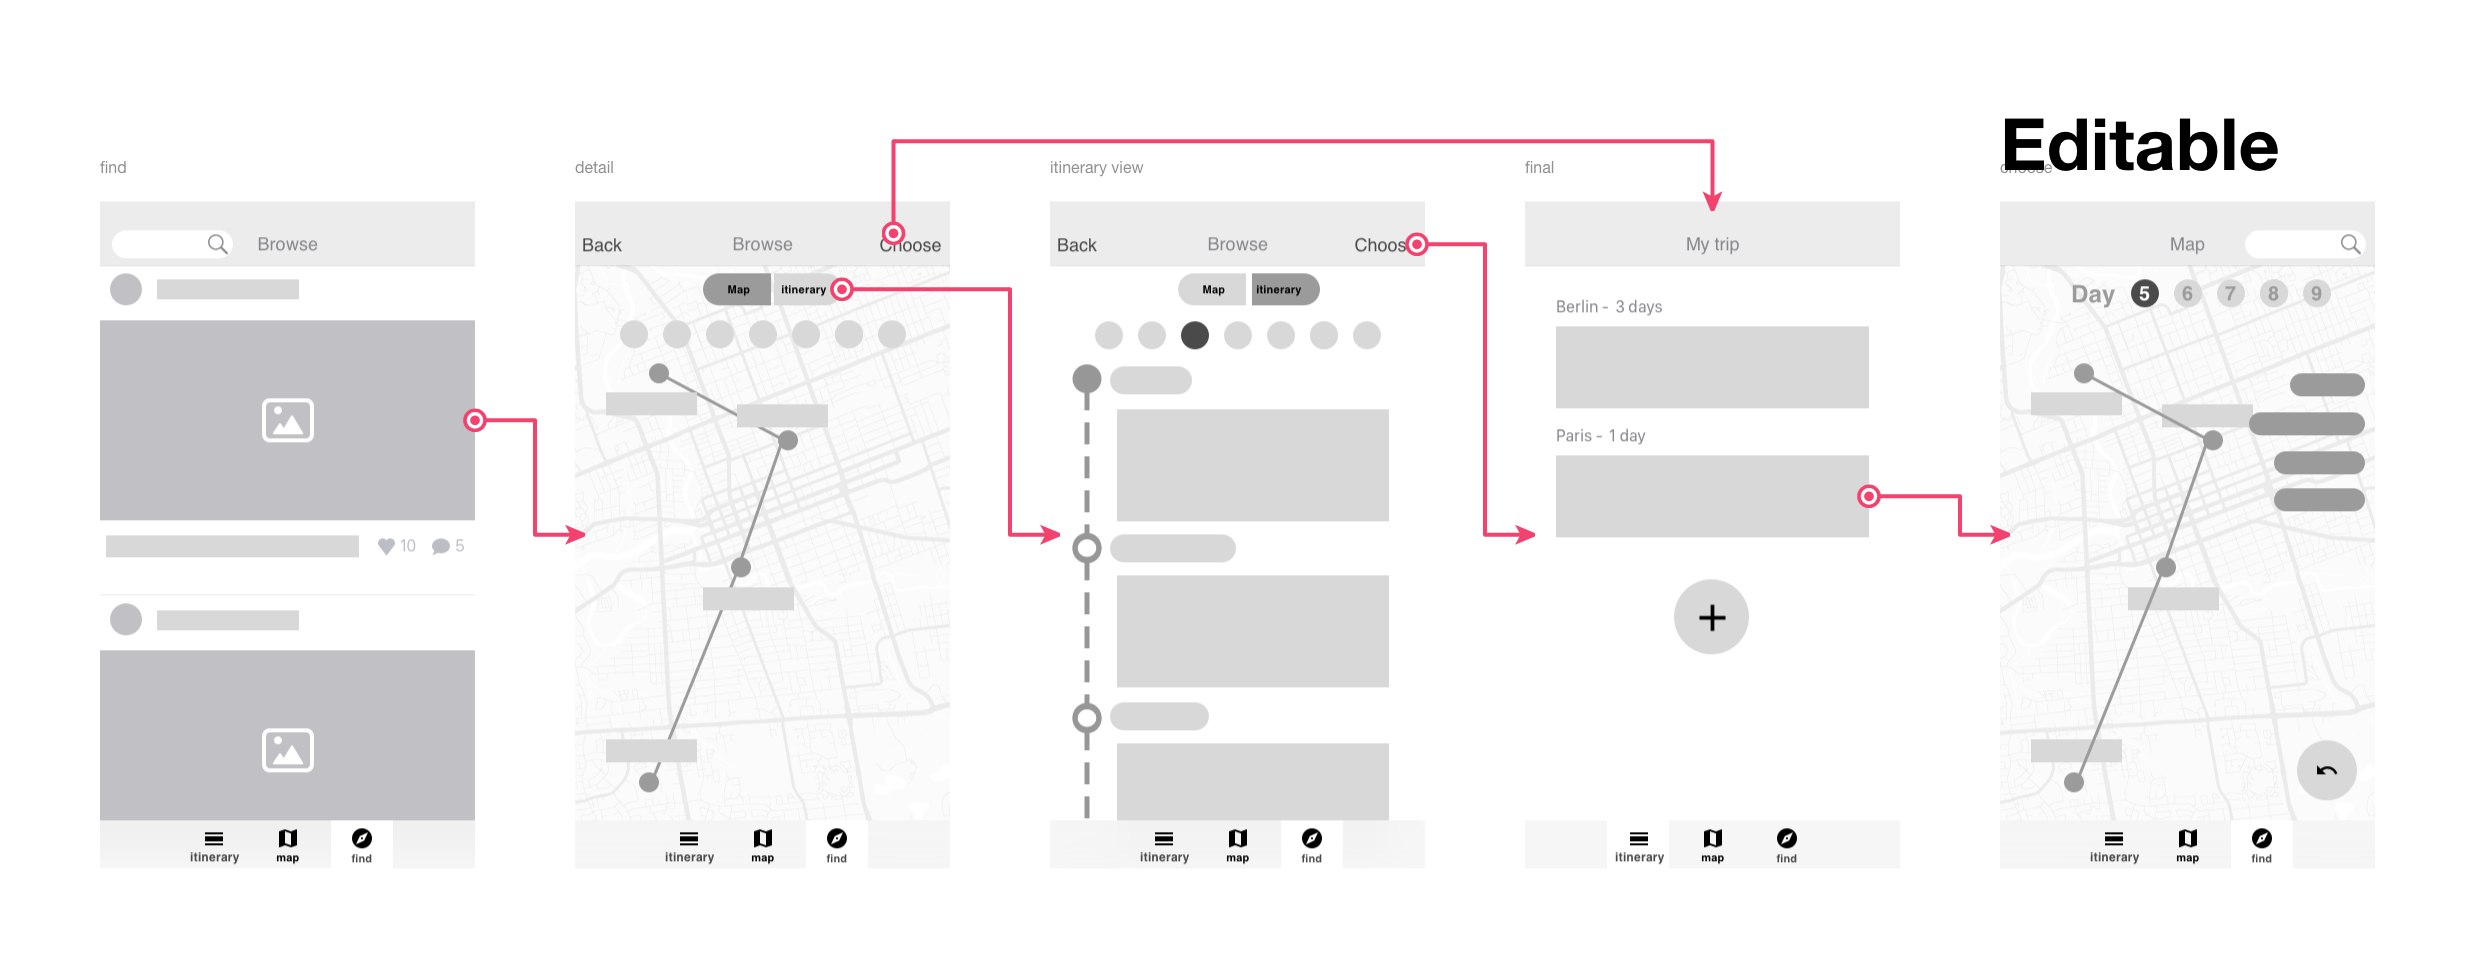 Editable
find
detail
itinerary view
final
choose
Browse
10
5
itinerary
map
find
Back
Browse
Choose
Map
itinerary
itinerary
map
find
Back
Browse
Choos
Map
itinerary
itinerary
map
find
My trip
Berlin - 3 days
Paris - 1 day
itinerary
map
find
Map
Day 5 6 7 8 9
itinerary
map
find